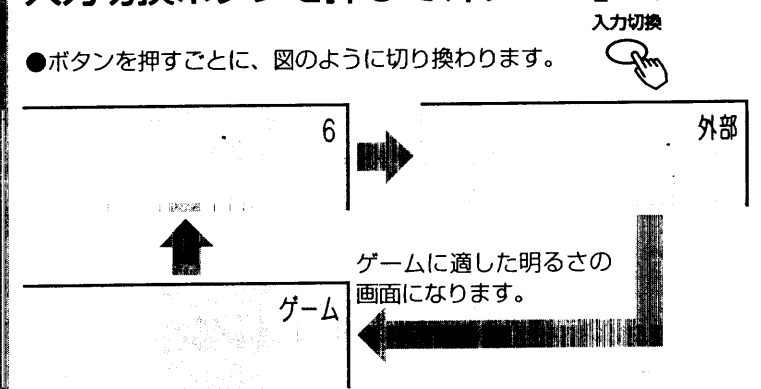 入力切換
●ボタンを押すごとに、図のように切り換わります。
6
外部
ゲームに適した明るさの
画面になります。
ゲーム